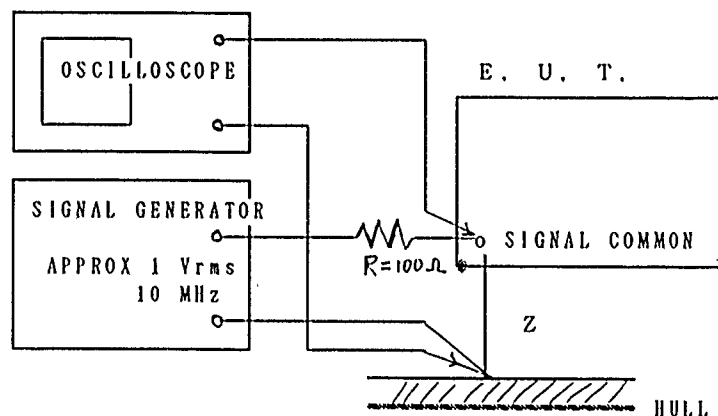 OSCILLOSCOPE
E. U. T.
SIGNAL GENERATOR
SIGNAL COMMON
R=100Ω
APPROX 1 Vrms
10 MHz
Z
HULL